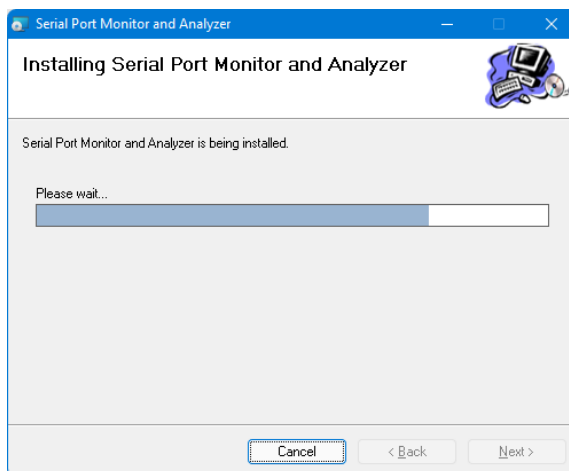 Serial Port Monitor and Analyzer
Installing Serial Port Monitor and Analyzer
Serial Port Monitor and Analyzer is being installed.
Please wait...
Cancel
< Back
Next >